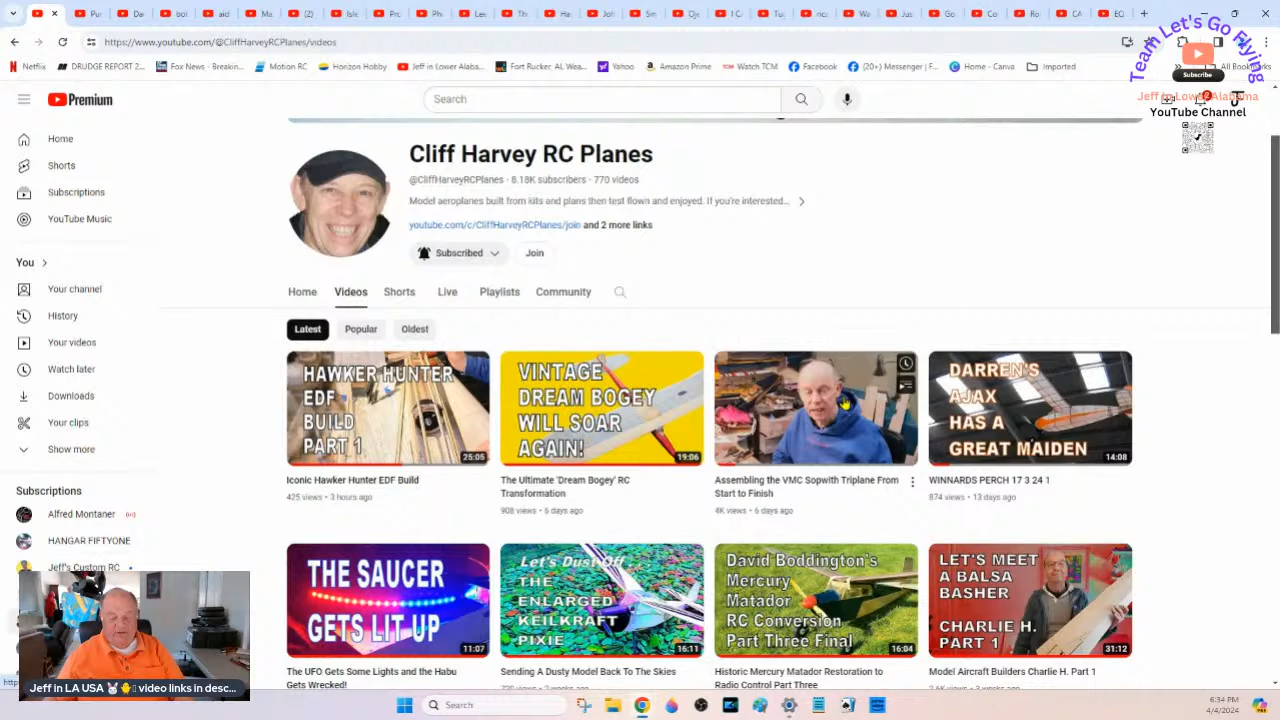 https://www.youtube.com/@CliffHarveyRCPlanes/videos
Netflix
DRUDGE REPORT 2...
Fox News - Breakin...
Motion RC
Horizon Hobby
Jeff in Lower Alaba...
Fort Rucker, AL Wea...
Yahoo
Amazon Prime
Watch TCM
Facebook
(20+) Messenger | F...
Home - Canva
Imported
All Bookmarks
Team Let's Go Flying
Subscribe
Jeff in Lower Alabama
YouTube Channel
Premium
Search
2
Home
Shorts
Subscriptions
YouTube Music
You
Your channel
History
Your videos
Watch later
Downloads
Your clips
Show more
Subscriptions
Alfred Montaner
HANGAR FIFTYONE
Jeff's Custom RC
Cliff Harvey RC Planes
@CliffHarveyRCPlanes · 8.18K subscribers · 770 videos
Model aeroplanes built from kits and plans then test flown and enjoyed. If you're interested...
youtube.com/c/CliffHarveyRCPlanes/join and 2 more links
Subscribed
Join
Home
Videos
Shorts
Live
Playlists
Community
Latest
Popular
Oldest
HAWKER HUNTER
EDF
BUILD
PART 1
25:05
Iconic Hawker Hunter EDF Build
425 views · 3 hours ago
VINTAGE
DREAM BOGEY
WILL SOAR
AGAIN!
19:06
The Ultimate 'Dream Bogey' RC
Transformation
908 views · 6 days ago
Assembling the VMC Sopwith Triplane From
Start to Finish
4K views · 6 days ago
DARREN'S
AJAX
HAS A
GREAT MAIDEN
14:08
WINNARDS PERCH 17 3 24 1
874 views · 13 days ago
THE SAUCER
GETS LIT UP
11:07
The UFO Gets Some Lights and the Habu
Gets Wrecked!
Let's Dust Off
THE
ENLARGED
KEILKRAFT
PIXIE
16:11
Sending A Dusty Model Back To The Skies
David Boddington's
Mercury
Matador
RC Conversion
Part Three Final
16:04
Historic Mercury Matador Restoration to
Radio Control Part Three
LET'S MEET
A BALSA
BASHER
CHARLIE H.
PART 1
31:12
Model Aircraft Builders Charlie H. Part 1
Jeff in LA USA video links in desc...
Search
6:34 PM
4/4/2024